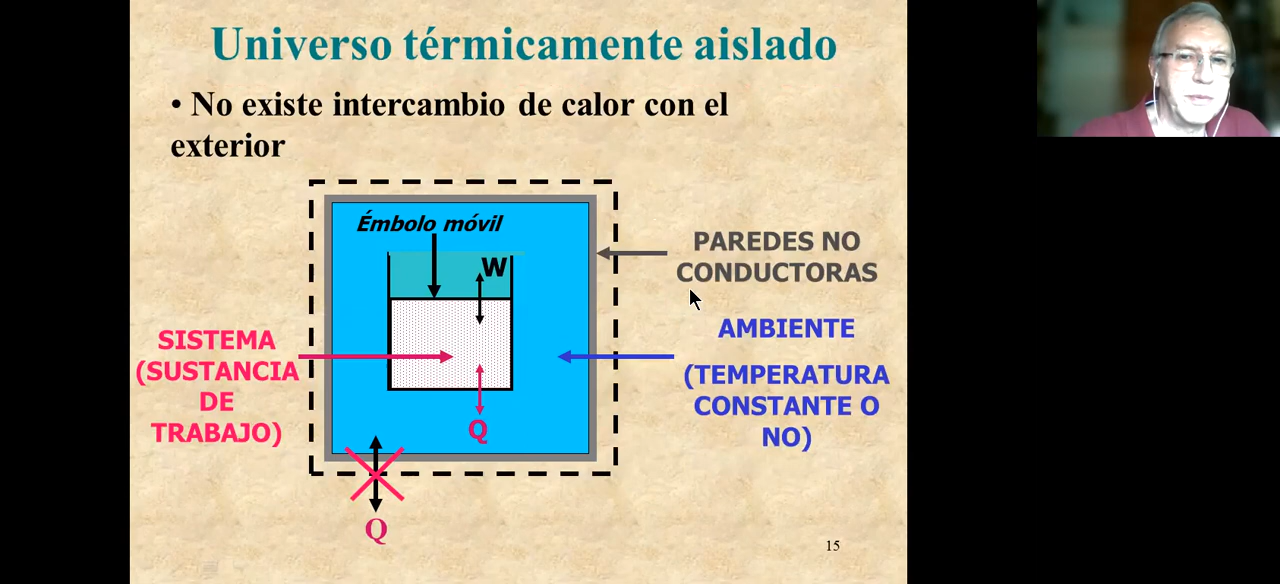 Universo térmicamente aislado
• No existe intercambio de calor con el
exterior
Émbolo móvil
W
PAREDES NO
CONDUCTORAS
SISTEMA
(SUSTANCIA
DE
TRABAJO)
AMBIENTE
(TEMPERATURA
CONSTANTE O
NO)
Q
Q
15